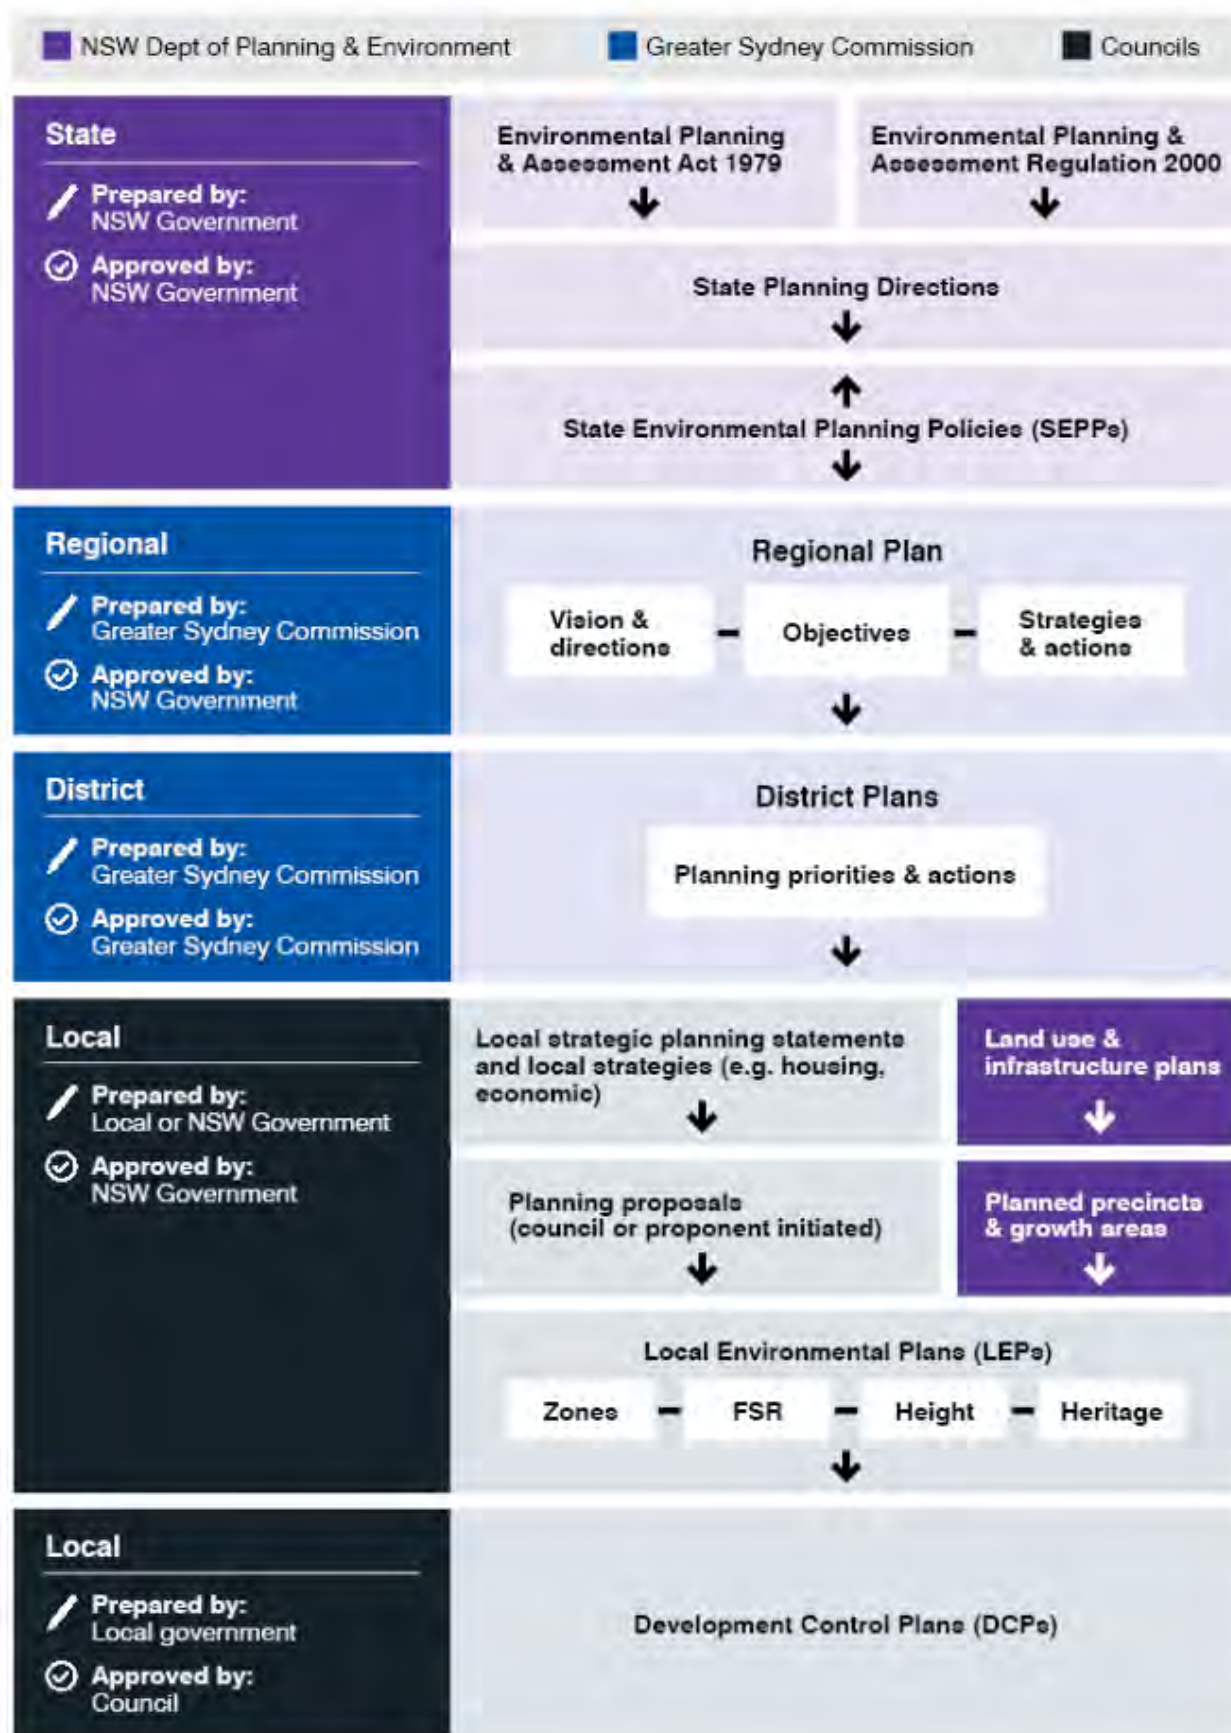 NSW Dept of Planning & Environment
Greater Sydney Commission
Councils
State
Prepared by:
NSW Government
Approved by:
NSW Government
Environmental Planning
& Assessment Act 1979
Environmental Planning &
Assessment Regulation 2000
State Planning Directions
State Environmental Planning Policies (SEPPs)
Regional
Prepared by:
Greater Sydney Commission
Approved by:
NSW Government
Regional Plan
Vision &
directions
Objectives
Strategies
& actions
District
Prepared by:
Greater Sydney Commission
Approved by:
Greater Sydney Commission
District Plans
Planning priorities & actions
Local
Prepared by:
Local or NSW Government
Approved by:
NSW Government
Local strategic planning statements
and local strategies (e.g. housing,
economic)
Land use &
infrastructure plans
Planning proposals
(council or proponent initiated)
Planned precincts
& growth areas
Local Environmental Plans (LEPs)
Zones
FSR
Height
Heritage
Local
Prepared by:
Local government
Approved by:
Council
Development Control Plans (DCPs)